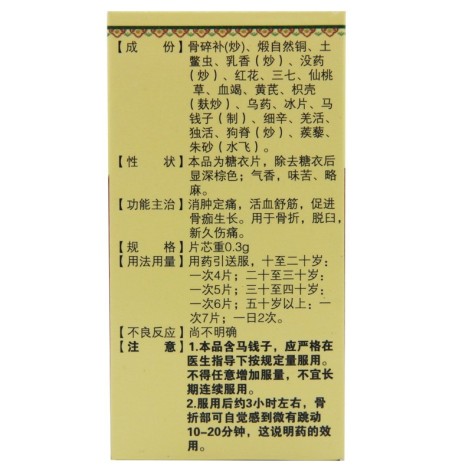 【成　份】骨碎补(炒)、煅自然铜、土
鳖虫、乳香(炒)、没药
(炒)、红花、三七、仙桃
草、血竭、黄芪、枳壳
(麸炒)、乌药、冰片、马
钱子(制)、细辛、羌活、
独活、狗脊(炒)、蒺藜、
朱砂(水飞)。
【性　状】本品为糖衣片，除去糖衣后
显深棕色；气香，味苦、略
麻。
【功能主治】消肿定痛，活血舒筋，促进
骨痂生长。用于骨折，脱臼，
新久伤痛。
【规　格】片芯重0.3g
【用法用量】用药引送服，十至二十岁：
一次4片；二十至三十岁：
一次5片；三十至四十岁：
一次6片；五十岁以上：一
次7片；一日2次。
【不良反应】尚不明确
【注　意】1.本品含马钱子，应严格在
医生指导下按规定量服用。
不得任意增加服量，不宜长
期连续服用。
2.服用后约3小时左右，骨
折部可自觉感到微有跳动
10-20分钟，这说明药的效
用。